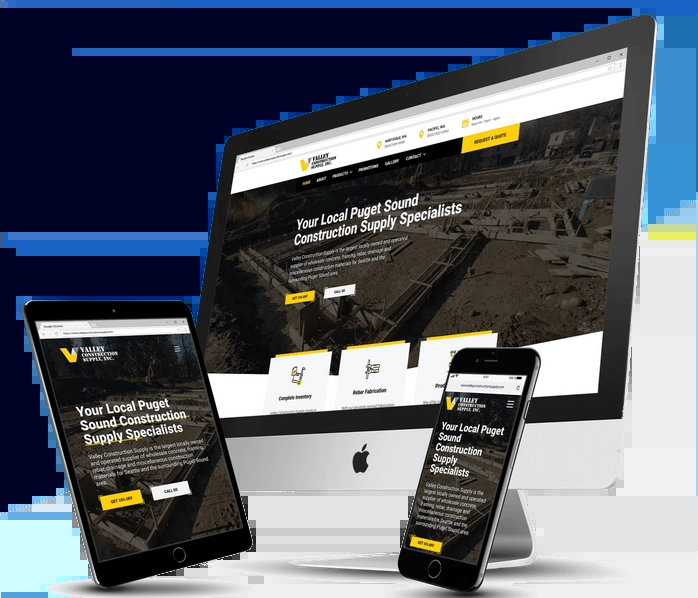 MARYSVILLE, WA
PACIFIC, WA
HOURS
REQUEST A QUOTE
VALLEY
CONSTRUCTION
SUPPLY, INC.
HOME ABOUT PRODUCTS PROMOTIONS GALLERY CONTACT
Your Local Puget Sound
Construction Supply Specialists
Valley Construction Supply is the largest locally owned and operated
supplier of wholesale concrete, framing, rebar, drainage and
miscellaneous construction materials for Seattle and the
surrounding Puget Sound area.
GET 15% OFF
CALL US
Complete Inventory
Rebar Fabrication
Google Chrome
VALLEY
CONSTRUCTION
SUPPLY, INC.
Your Local Puget
Sound Construction
Supply Specialists
Valley Construction Supply is the largest locally owned
and operated supplier of wholesale concrete, framing,
rebar, drainage and miscellaneous construction
materials for Seattle and the surrounding Puget Sound
area.
GET 15% OFF
CALL US
VALLEY
CONSTRUCTION
SUPPLY, INC.
Your Local Puget
Sound
Construction
Supply
Specialists
Valley Construction Supply is the
largest locally owned and operated
supplier of wholesale concrete,
framing, rebar, drainage and
miscellaneous construction
materials for Seattle and the
surrounding Puget Sound area.
GET 15% OFF